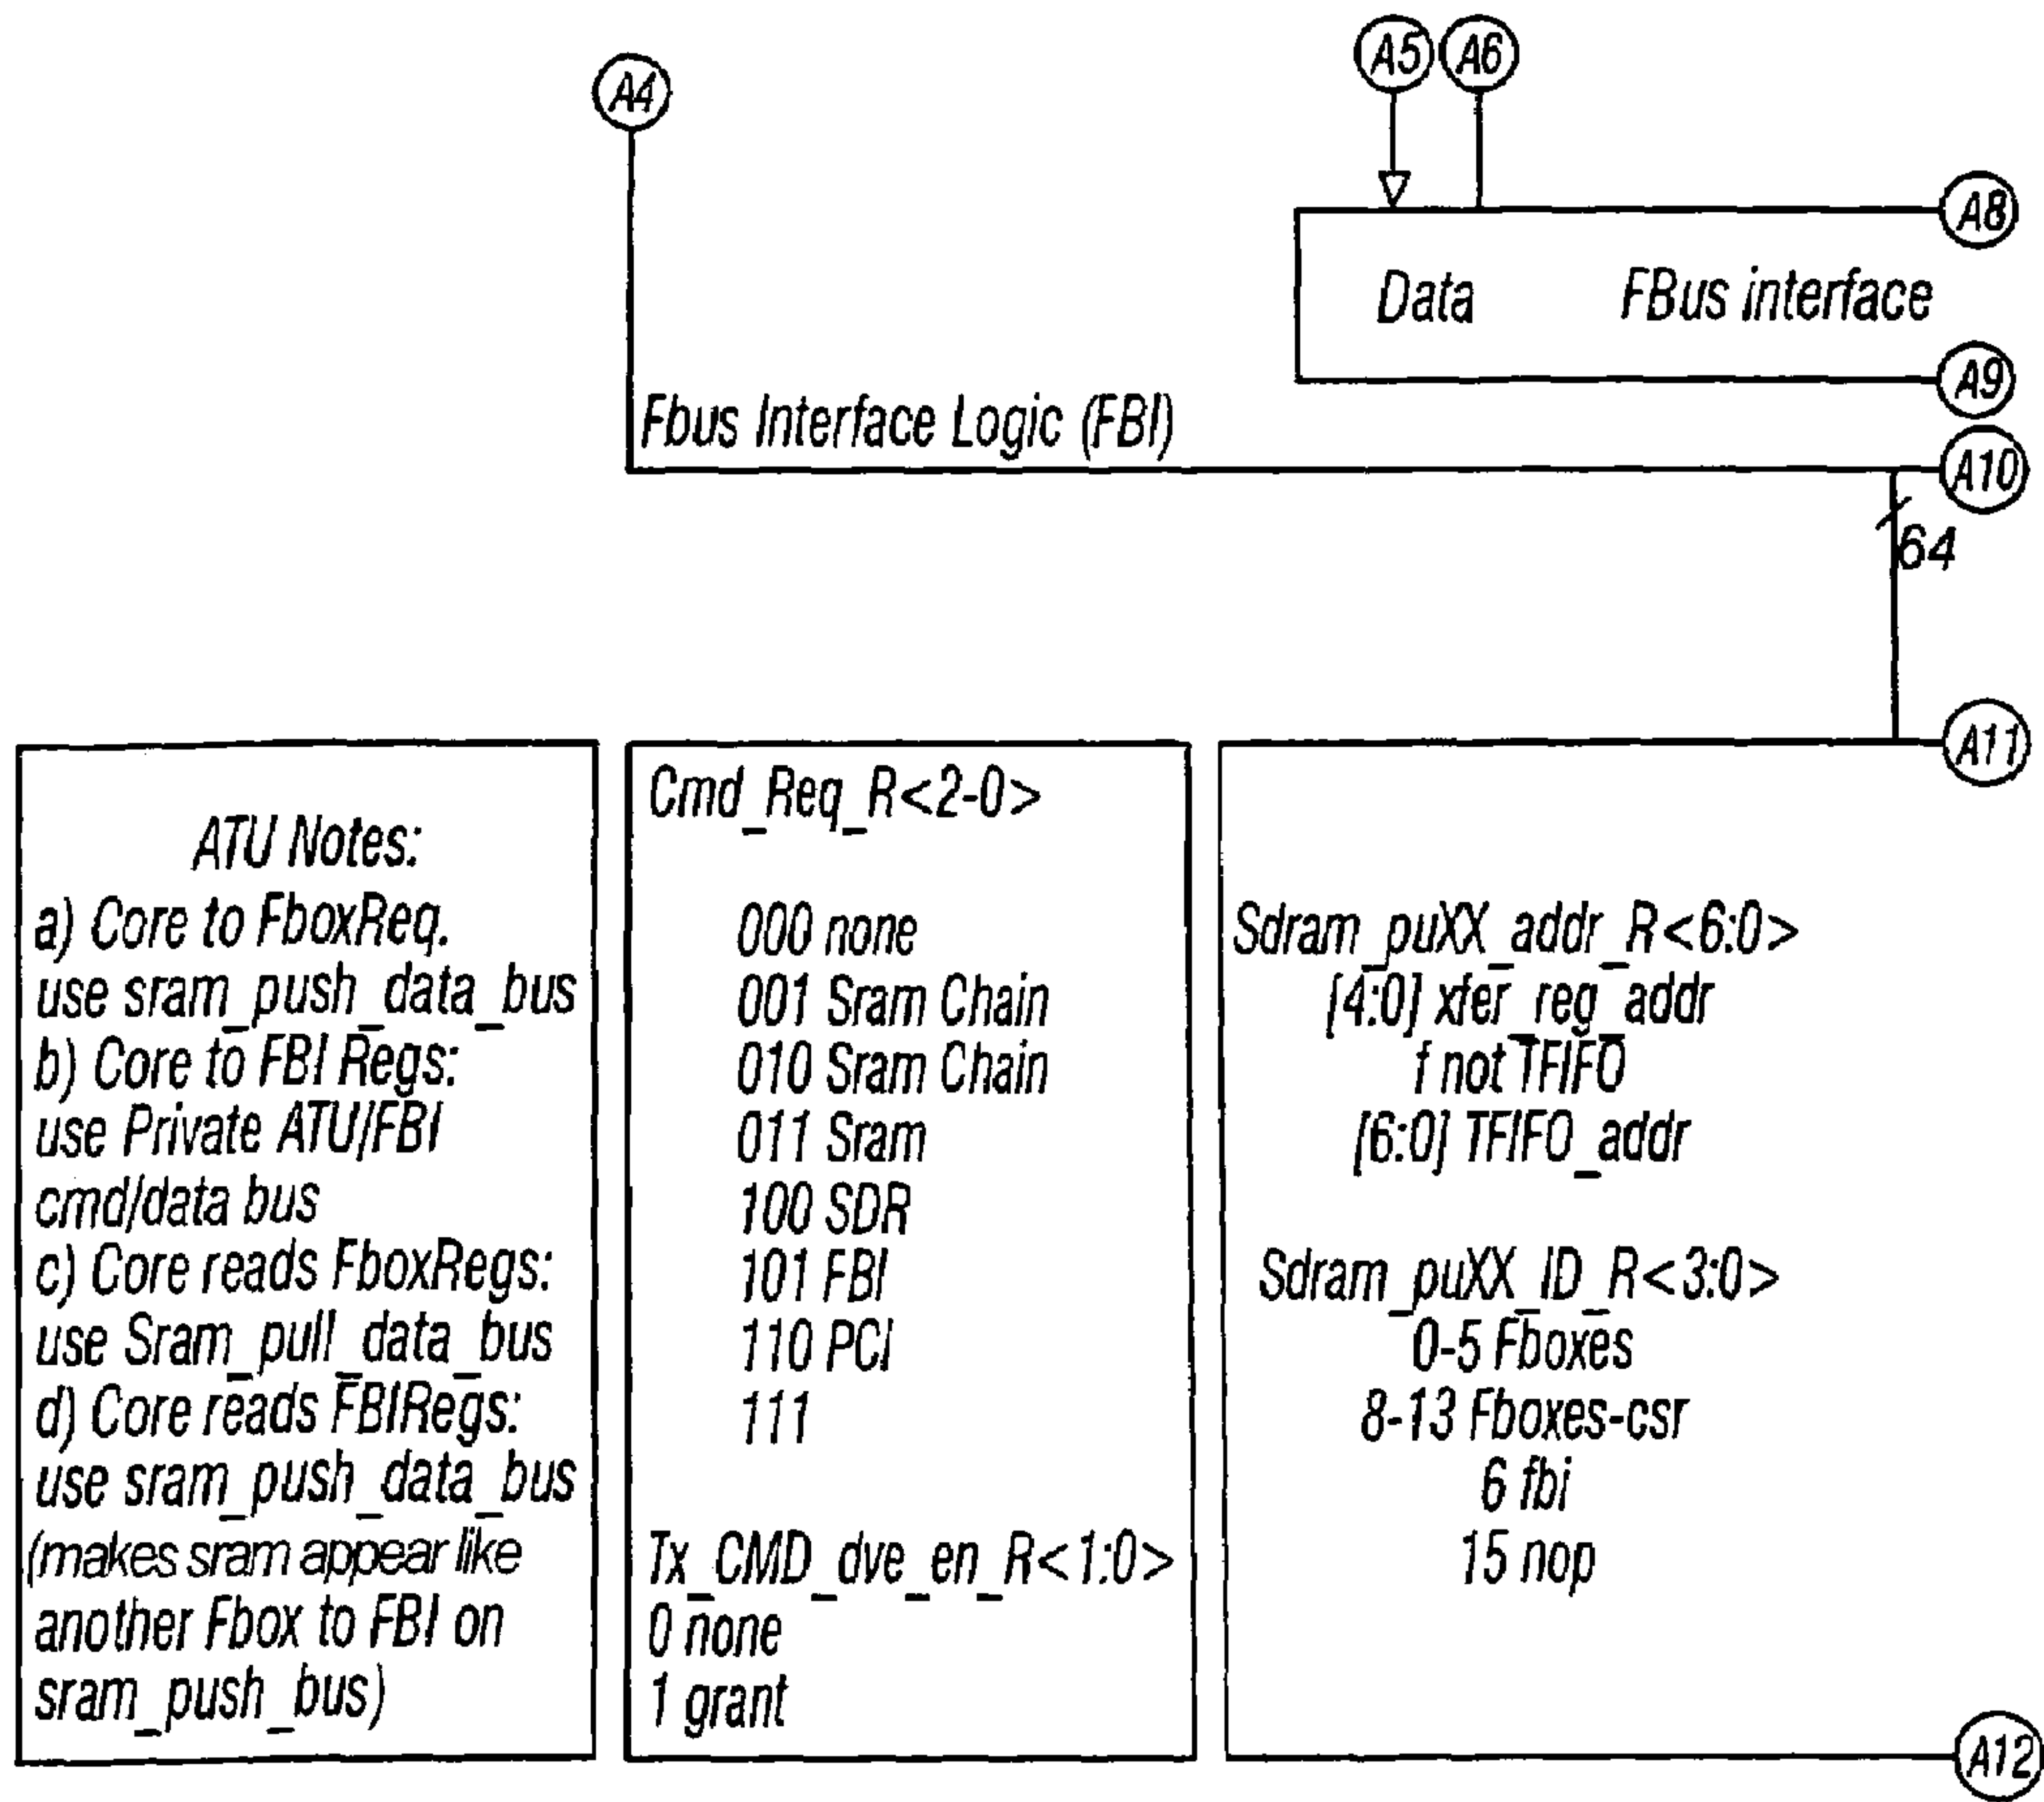 A4
A5
A6
A8
Data
FBus interface
A9
Fbus Interface Logic (FBI)
A10
64
A11
ATU Notes:
a) Core to FboxReq.
use sram_push_data_bus
b) Core to FBI Regs:
use Private ATU/FBI
cmd/data bus
c) Core reads FboxRegs:
use Sram_pull_data_bus
d) Core reads FBIRegs:
use sram_push_data_bus
(makes sram appear like
another Fbox to FBI on
sram_push_bus)
Cmd_Req_R<2-0>
000 none
001 Sram Chain
010 Sram Chain
011 Sram
100 SDR
101 FBI
110 PCI
111
Tx_CMD_dve_en_R<1:0>
0 none
1 grant
Sdram_puXX_addr_R<6:0>
[4:0] xfer_reg_addr
f not TFIFO
[6:0] TFIFO_addr
Sdram_puXX_ID_R<3:0>
0-5 Fboxes
8-13 Fboxes-csr
6 fbi
15 nop
A12